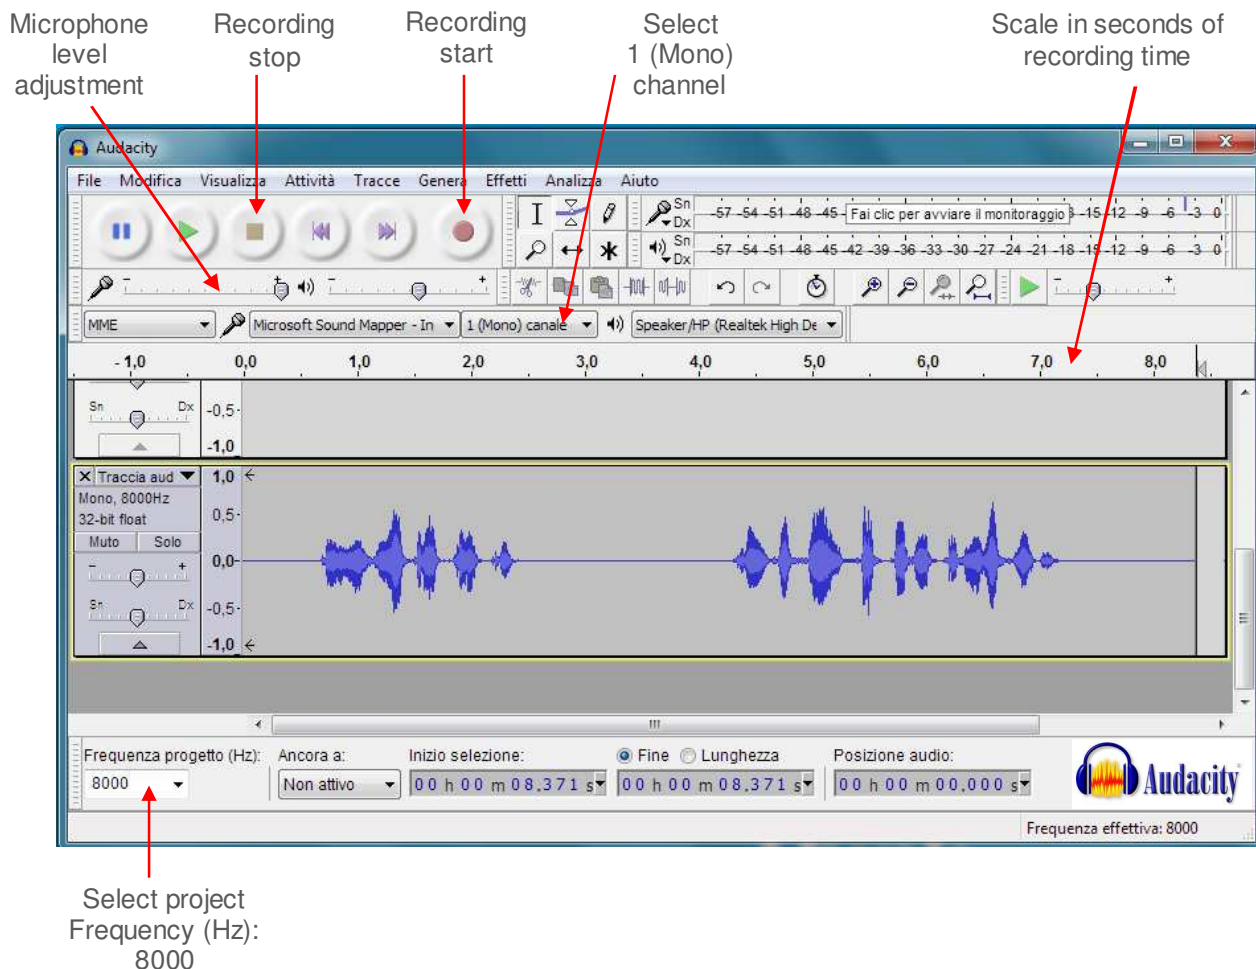 Microphone
level
adjustment
Recording
stop
Recording
start
Select
1 (Mono)
channel
Scale in seconds of
recording time
Audacity
File Modifica Visualizza Attività Tracce Genera Effetti Analizza Aiuto
Sn
Dx
-57 -54 -51 -48 -45 Fai clic per avviare il monitoraggio -15 -12 -9 -6 -3 0
Sn
Dx
-57 -54 -51 -48 -45 -42 -39 -36 -33 -30 -27 -24 -21 -18 -15 -12 -9 -6 -3 0
- + - + - +
MME Microsoft Sound Mapper - In 1 (Mono) canale Speaker/HP (Realtek High De
-1,0 0,0 1,0 2,0 3,0 4,0 5,0 6,0 7,0 8,0
Sn Dx
-0,5
-1,0
X Traccia aud
Mono, 8000Hz
32-bit float
Muto Solo
- +
Sn Dx
1,0
0,5
0,0
-0,5
-1,0
Frequenza progetto (Hz): Ancora a: Inizio selezione: Fine Lunghezza Posizione audio:
8000 Non attivo 00 h 00 m 08.371 s 00 h 00 m 08.371 s 00 h 00 m 00.000 s
Audacity
Frequenza effettiva: 8000
Select project
Frequency (Hz):
8000